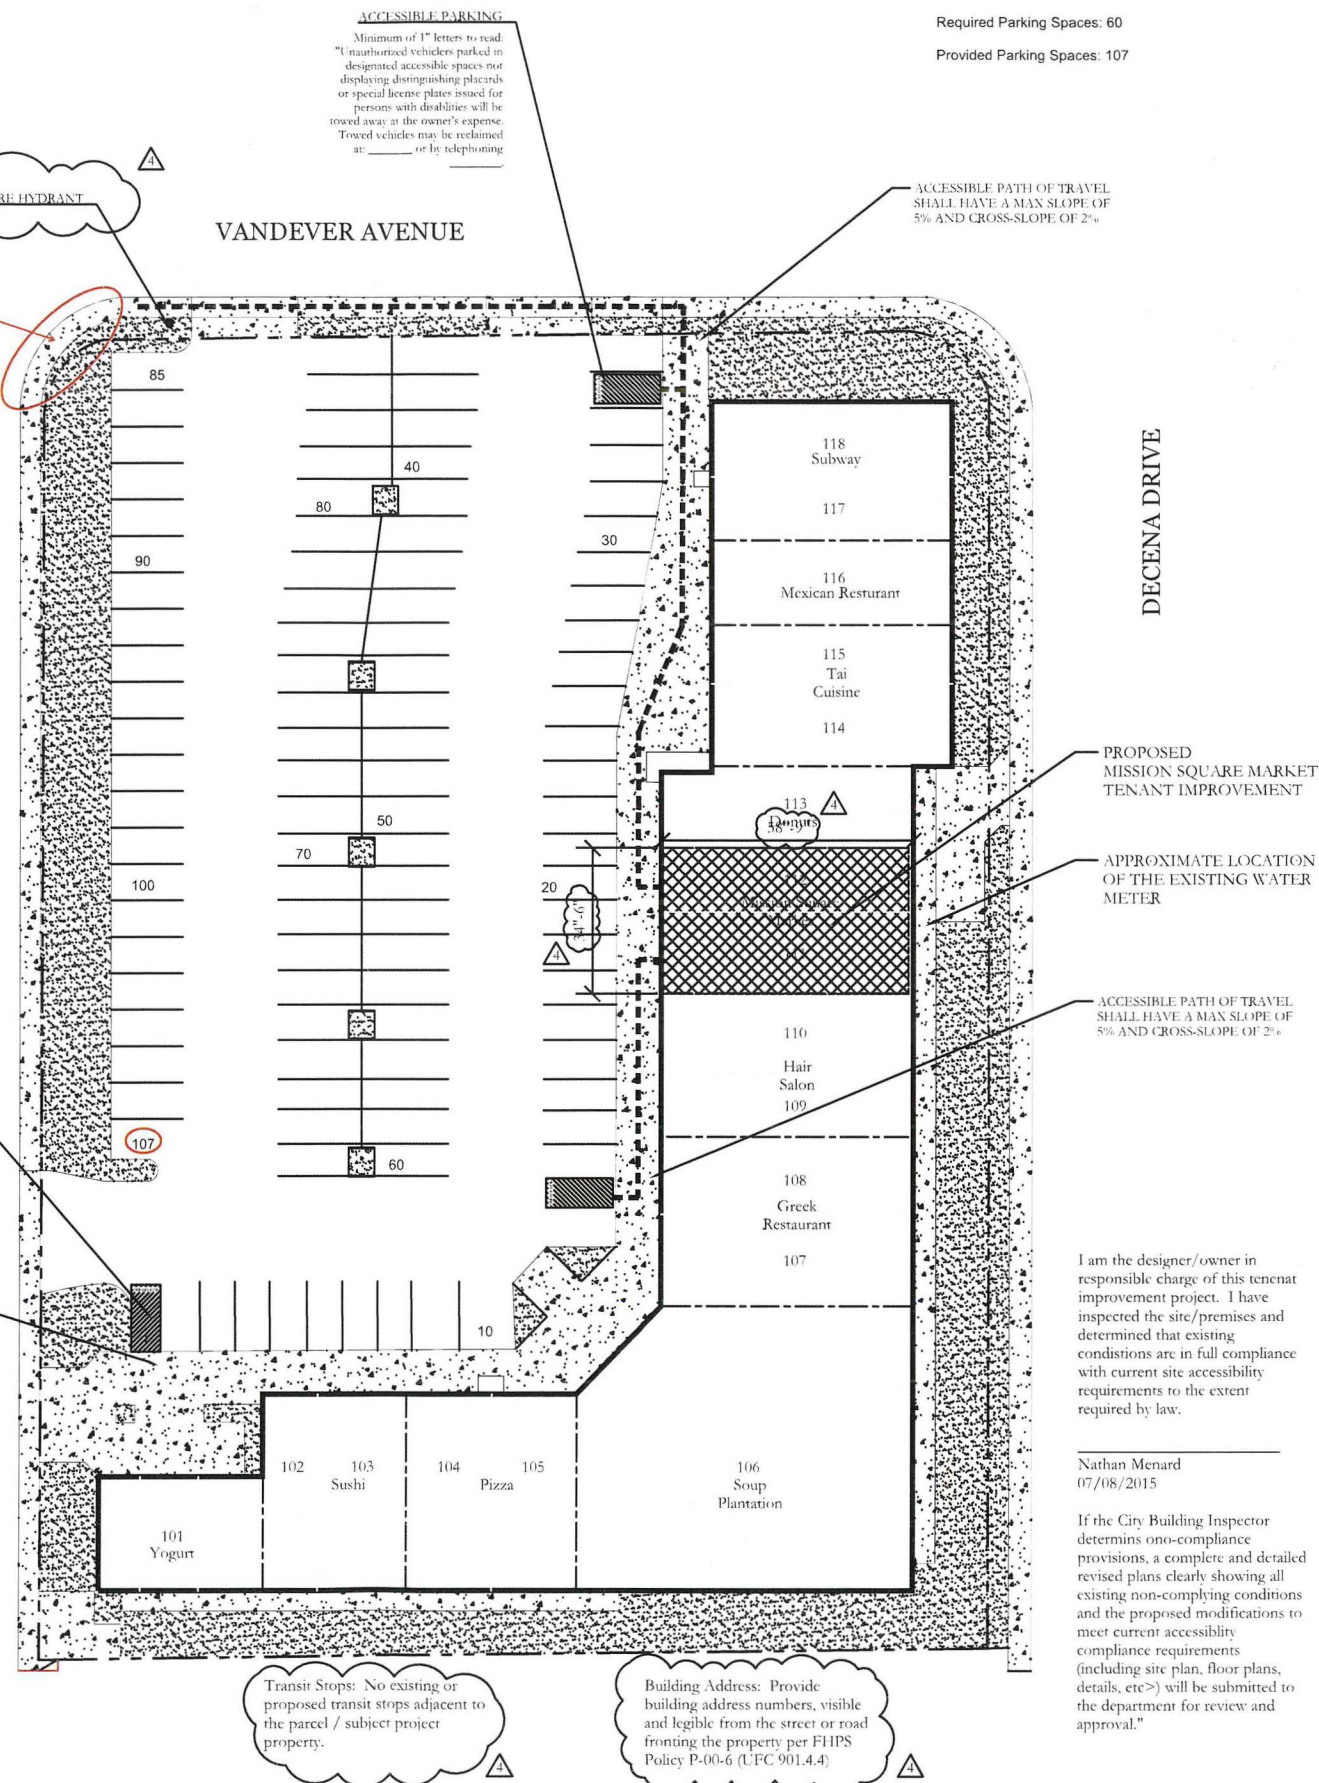 ACCESSIBLE PARKING
Minimum of 1" letters to read:
"Unauthorized vehiclers parked in
designated accessible spaces not
displaying distinguishing placards
or special license plates issued for
persons with disablities will be
towed away at the owner's expense.
Towed vehicles may be reclaimed
at: ______ or by telephoning
______.
Required Parking Spaces: 60
Provided Parking Spaces: 107
4
RE HYDRANT
VANDEVER AVENUE
ACCESSIBLE PATH OF TRAVEL
SHALL HAVE A MAX SLOPE OF
5% AND CROSS-SLOPE OF 2%
85
40
80
30
90
50
70
100
20
107
60
10
118
Subway
117
116
Mexican Resturant
115
Tai
Cuisine
114
113
Donuts
4
34'-6"
4
112
Mission Square
DECENA DRIVE
PROPOSED
MISSION SQUARE MARKET
TENANT IMPROVEMENT
APPROXIMATE LOCATION
OF THE EXISTING WATER
METER
ACCESSIBLE PATH OF TRAVEL
SHALL HAVE A MAX SLOPE OF
5% AND CROSS-SLOPE OF 2%
110
Hair
Salon
109
108
Greek
Restaurant
107
106
Soup
Plantation
104 105
Pizza
102 103
Sushi
101
Yogurt
I am the designer/owner in
responsible charge of this tenenat
improvement project. I have
inspected the site/premises and
determined that existing
condistions are in full compliance
with current site accessibility
requirements to the extent
required by law.
Nathan Menard
07/08/2015
If the City Building Inspector
determins ono-compliance
provisions, a complete and detailed
revised plans clearly showing all
existing non-complying conditions
and the proposed modifications to
meet current accessiblity
compliance requirements
(including site plan, floor plans,
details, etc>) will be submitted to
the department for review and
approval."
Transit Stops: No existing or
proposed transit stops adjacent to
the parcel / subject project
property.
4
Building Address: Provide
building address numbers, visible
and legible from the street or road
fronting the property per FHPS
Policy P-00-6 (UFC 901.4.4)
4